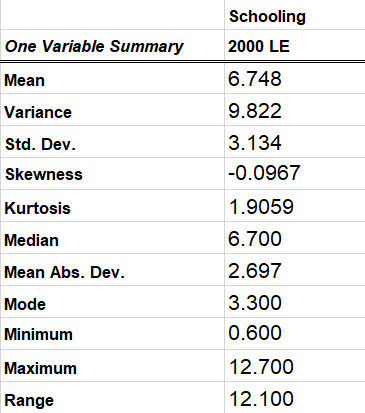 Schooling
One Variable Summary 2000 LE
Mean 6.748
Variance 9.822
Std. Dev. 3.134
Skewness -0.0967
Kurtosis 1.9059
Median 6.700
Mean Abs. Dev. 2.697
Mode 3.300
Minimum 0.600
Maximum 12.700
Range 12.100